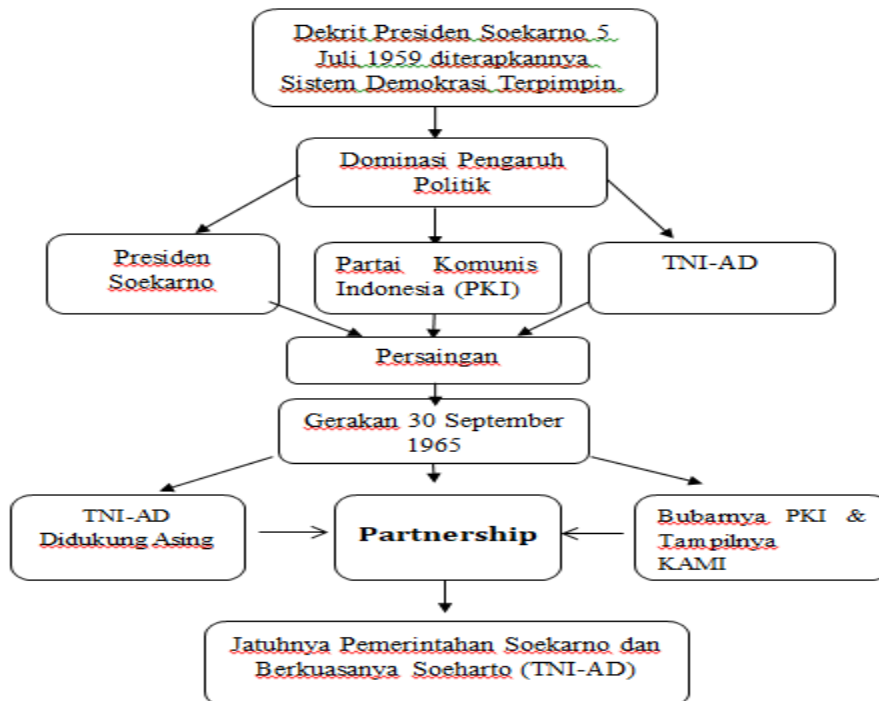 Dekrit Presiden Soekarno 5
Juli 1959 diterapkannya
Sistem Demokrasi Terpimpin.
Dominasi Pengaruh
Politik
Presiden
Soekarno
Partai Komunis
Indonesia (PKI)
TNI-AD
Persaingan
Gerakan 30 September
1965
TNI-AD
Didukung Asing
Partnership
Bubarnya PKI &
Tampilnya
KAMI
Jatuhnya Pemerintahan Soekarno dan
Berkuasanya Soeharto (TNI-AD)